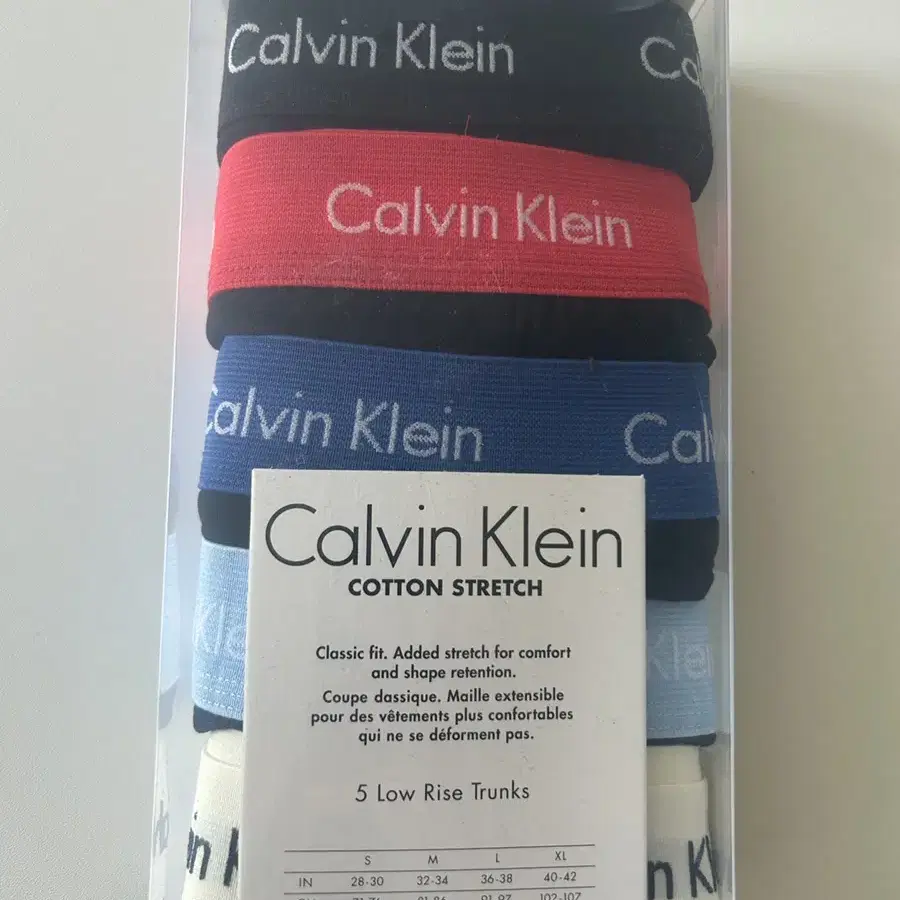 Calvin Klein
Calvin Klein
Calvin Klein Cal
Calvin Klein
COTTON STRETCH
Classic fit. Added stretch for comfort
and shape retention.
Coupe classique. Maille extensible
pour des vêtements plus confortables
qui ne se déforment pas.
5 Low Rise Trunks
S M L XL
IN 28-30 32-34 36-38 40-42